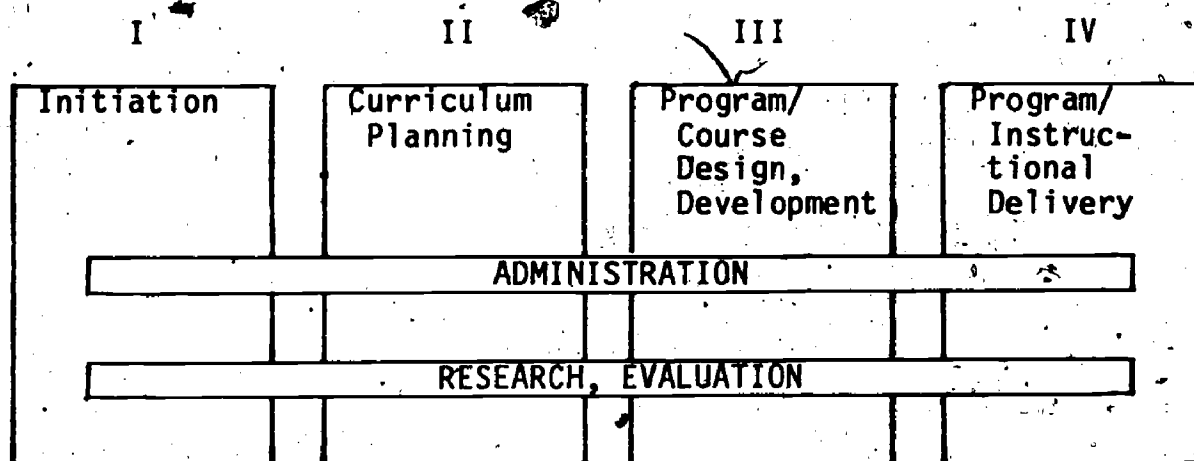 I II III IV
Initiation
Curriculum
Planning
Program/
Course
Design,
Development
Program/
Instruc-
tional
Delivery
ADMINISTRATION
RESEARCH, EVALUATION